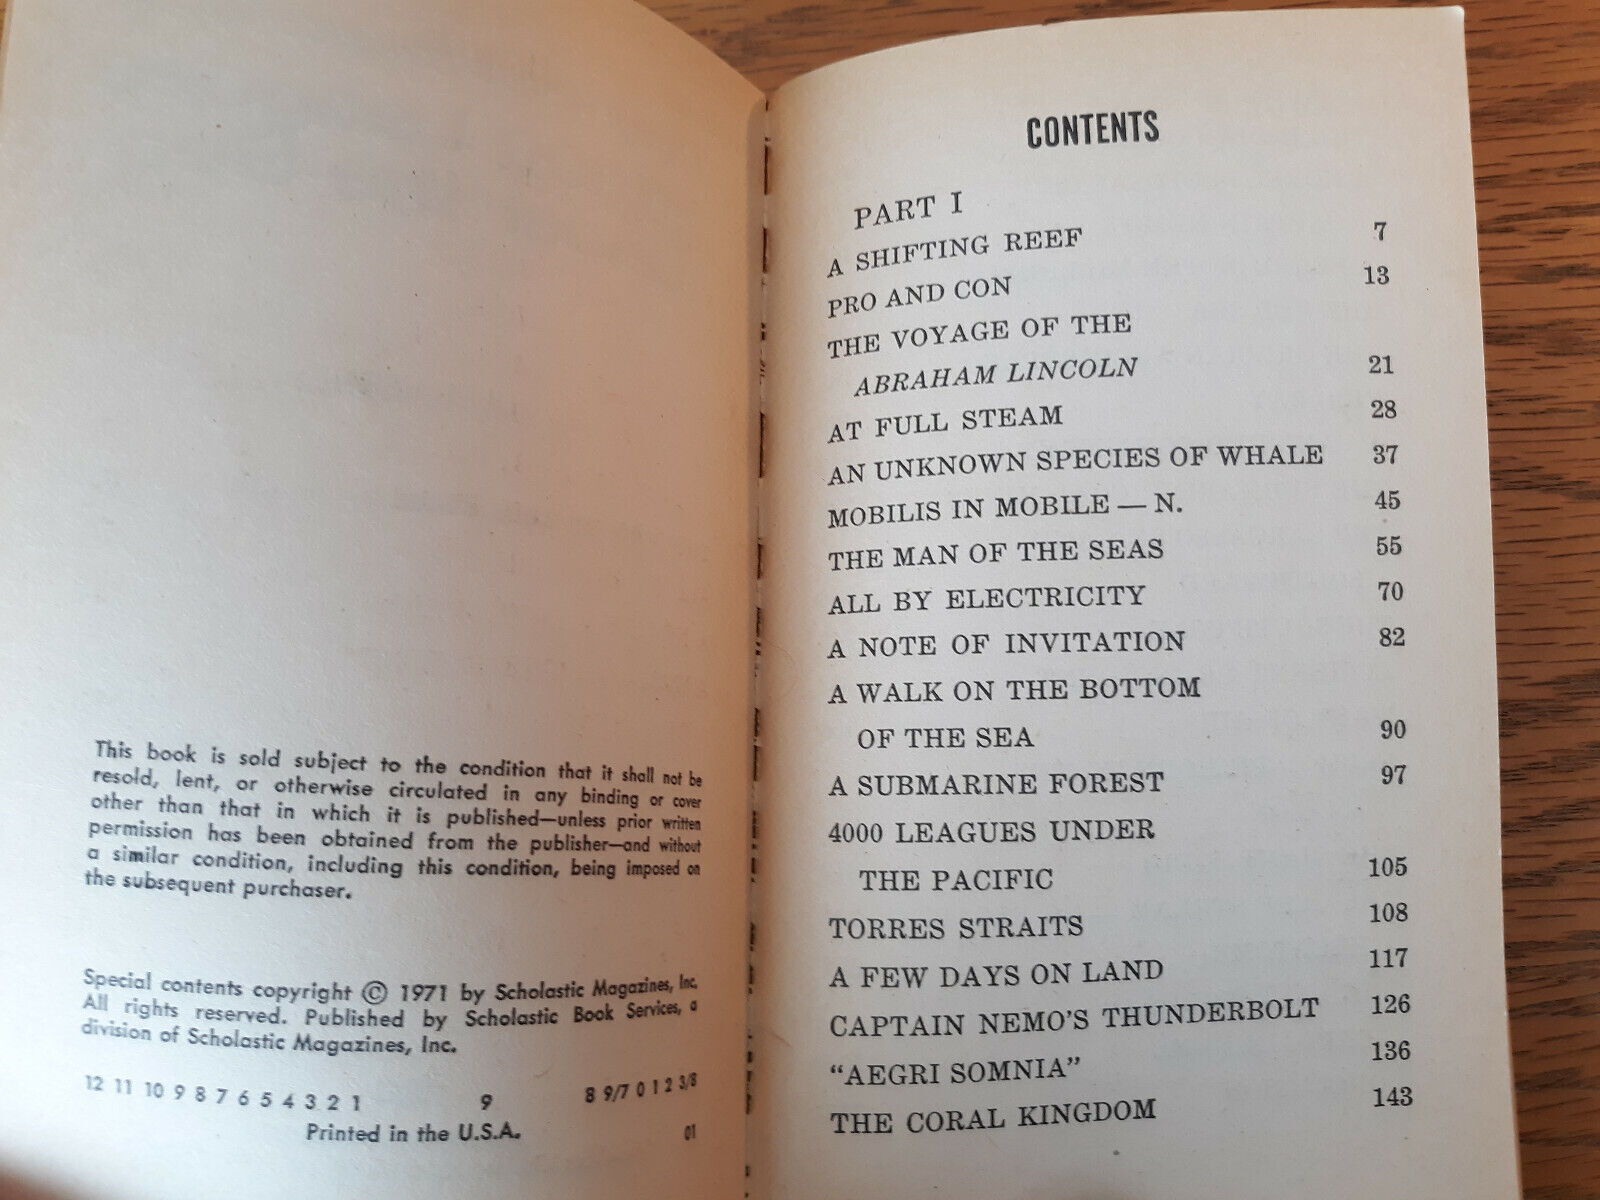 This book is sold subject to the condition that it shall not be
resold, lent, or otherwise circulated in any binding or cover
other than that in which it is published—unless prior written
permission has been obtained from the publisher—and without
a similar condition, including this condition, being imposed on
the subsequent purchaser.
Special contents copyright © 1971 by Scholastic Magazines, Inc.
All rights reserved. Published by Scholastic Book Services, a
division of Scholastic Magazines, Inc.
12 11 10 9 8 7 6 5 4 3 2 1 9 8 9/7 0 1 2 3/8
Printed in the U.S.A. 01
CONTENTS
PART I
A SHIFTING REEF 7
PRO AND CON 13
THE VOYAGE OF THE
ABRAHAM LINCOLN 21
AT FULL STEAM 28
AN UNKNOWN SPECIES OF WHALE 37
MOBILIS IN MOBILE — N. 45
THE MAN OF THE SEAS 55
ALL BY ELECTRICITY 70
A NOTE OF INVITATION 82
A WALK ON THE BOTTOM
OF THE SEA 90
A SUBMARINE FOREST 97
4000 LEAGUES UNDER
THE PACIFIC 105
TORRES STRAITS 108
A FEW DAYS ON LAND 117
CAPTAIN NEMO'S THUNDERBOLT 126
"AEGRI SOMNIA" 136
THE CORAL KINGDOM 143